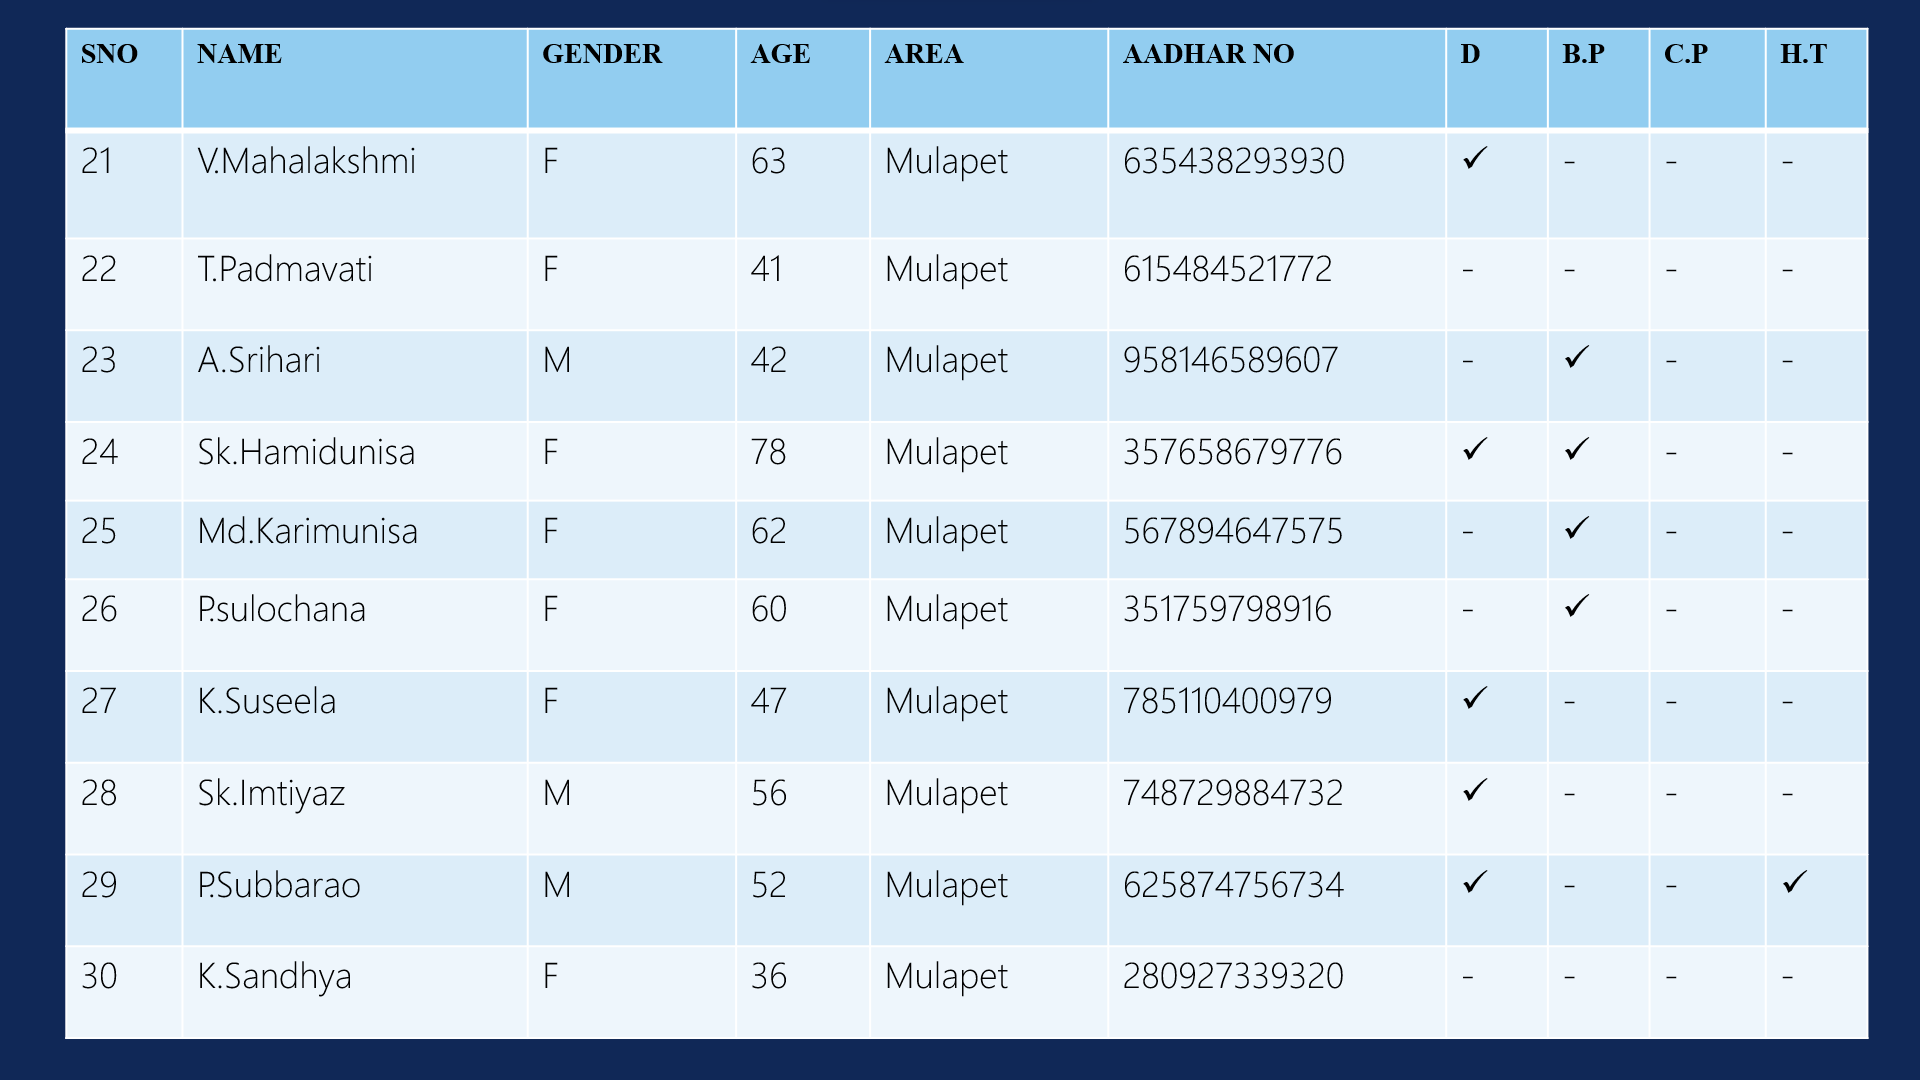 SNO NAME GENDER AGE AREA AADHAR NO D B.P C.P H.T
21 V.Mahalakshmi F 63 Mulapet 635438293930 ✓ - - -
22 T.Padmavati F 41 Mulapet 615484521772 - - - -
23 A.Srihari M 42 Mulapet 958146589607 - ✓ - -
24 Sk.Hamidunisa F 78 Mulapet 357658679776 ✓ ✓ - -
25 Md.Karimunisa F 62 Mulapet 567894647575 - ✓ - -
26 P.sulochana F 60 Mulapet 351759798916 - ✓ - -
27 K.Suseela F 47 Mulapet 785110400979 ✓ - - -
28 Sk.Imtiyaz M 56 Mulapet 748729884732 ✓ - - -
29 P.Subbarao M 52 Mulapet 625874756734 ✓ - - ✓
30 K.Sandhya F 36 Mulapet 280927339320 - - - -